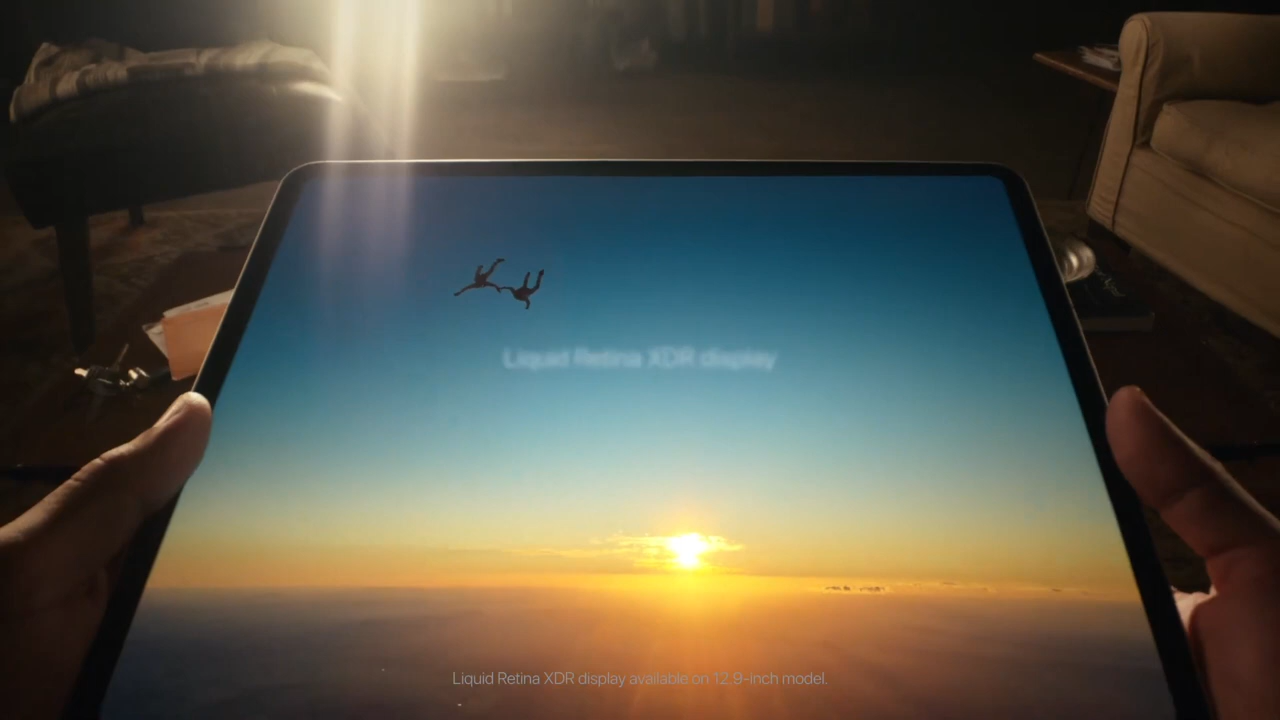 Liquid Retina XDR display
Liquid Retina XDR display available on 12.9-inch model.